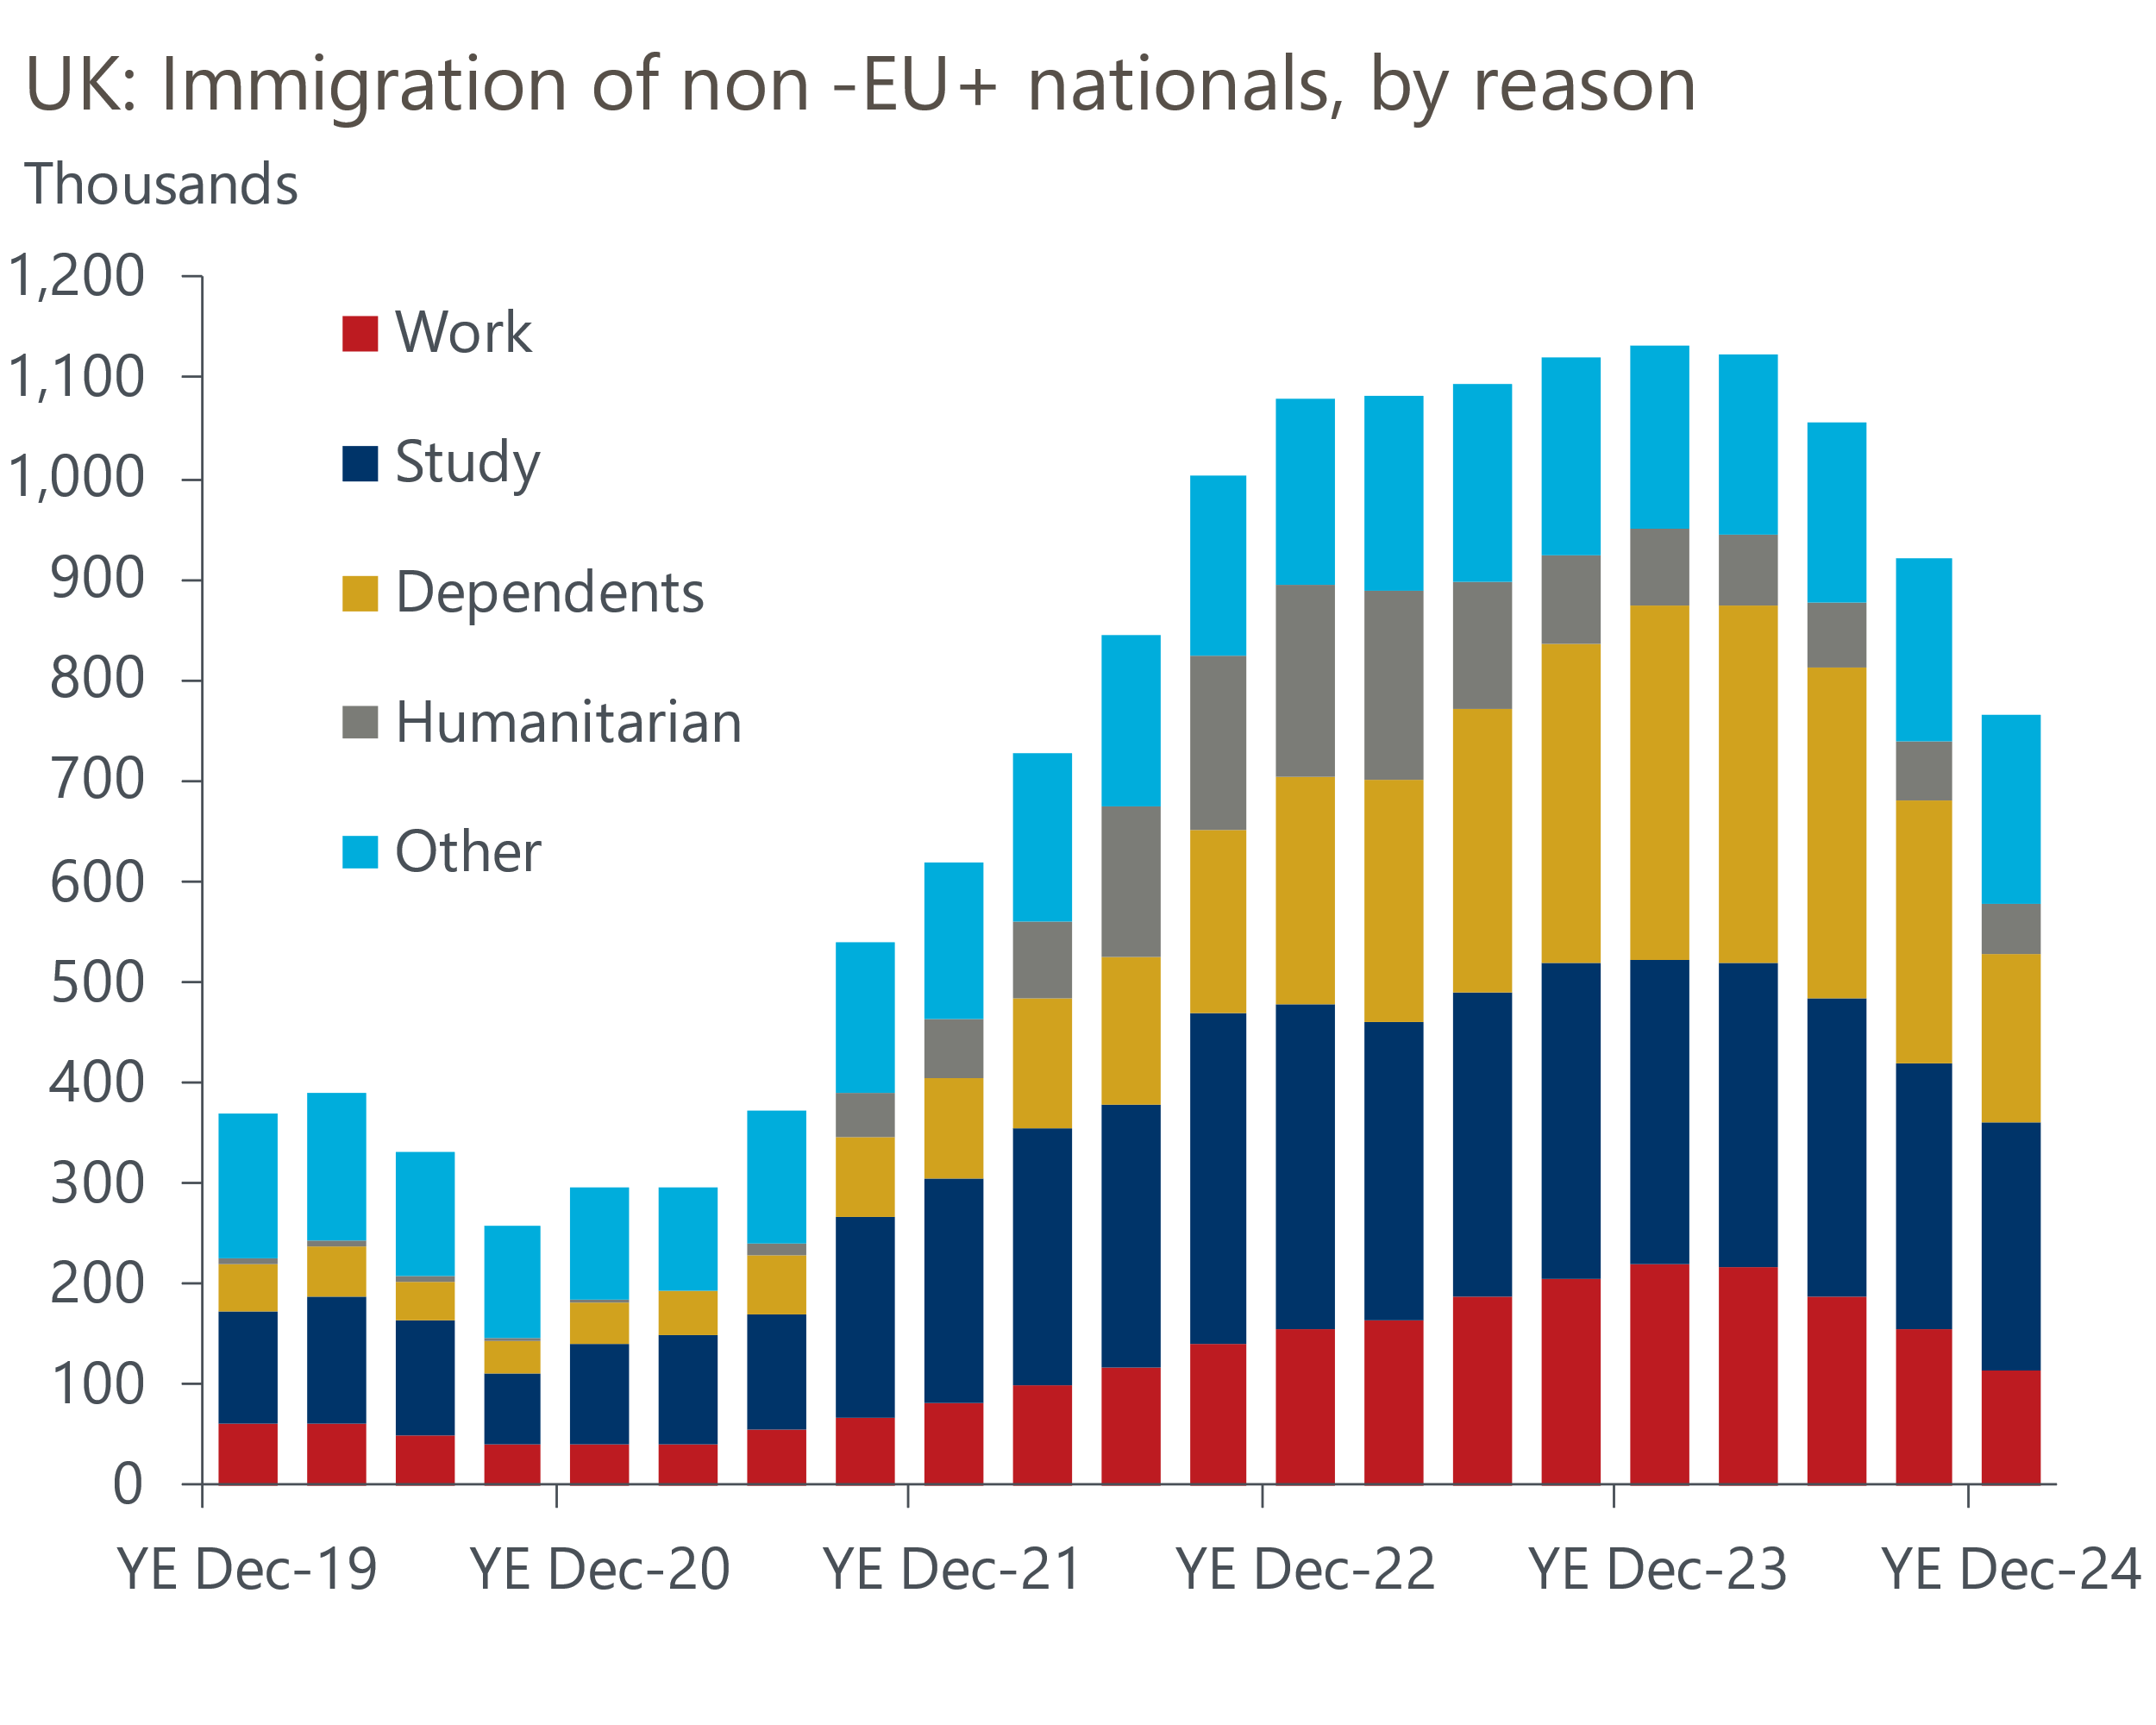 UK: Immigration of non -EU+ nationals, by reason
Thousands
1,200
1,100
1,000
900
800
700
600
500
400
300
200
100
0
Work
Study
Dependents
Humanitarian
Other
YE Dec-19 YE Dec-20 YE Dec-21 YE Dec-22 YE Dec-23 YE Dec-24